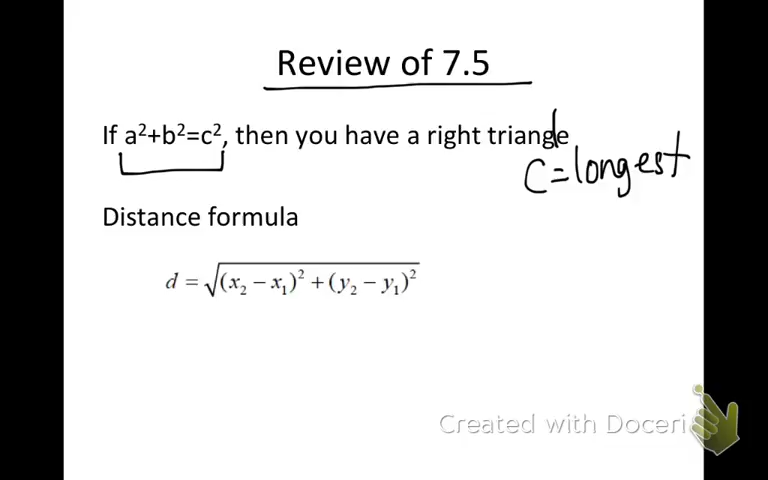 Review of 7.5
If a²+b²=c², then you have a right triangle
c=longest
Distance formula
d = √(x₂ − x₁)² + (y₂ − y₁)²
Created with Doceri